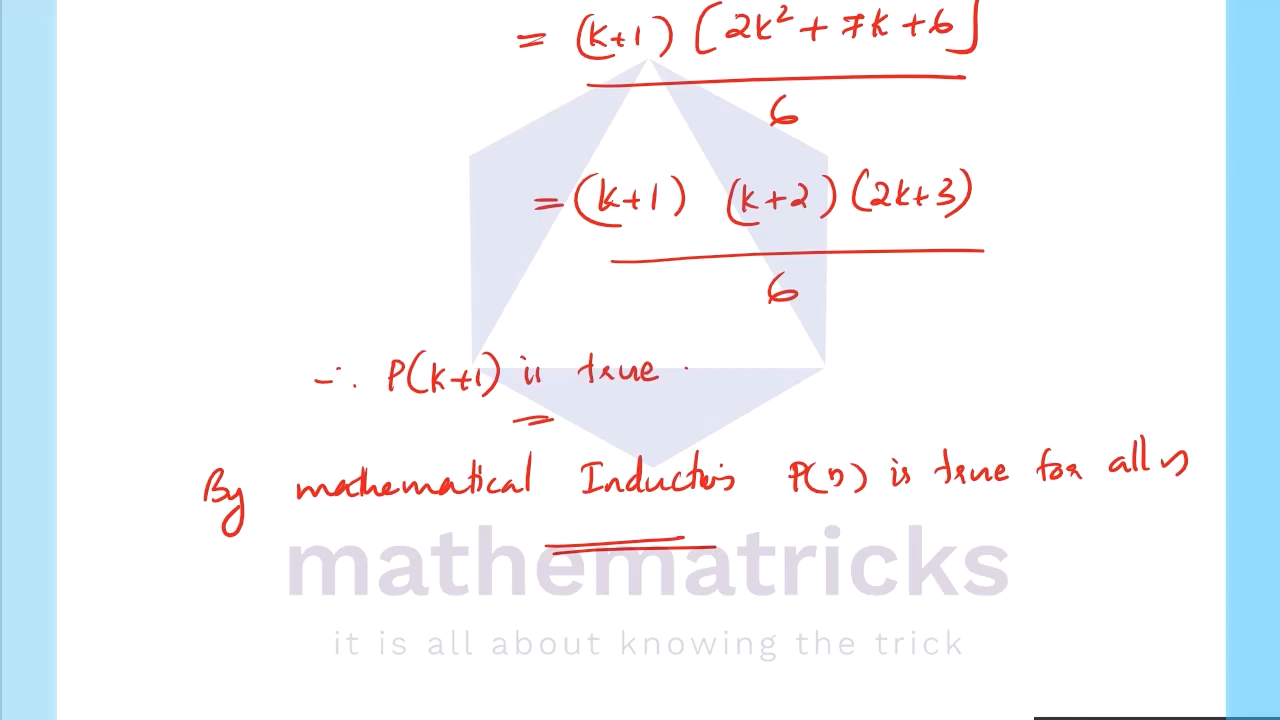 = (k+1) [2k² + 7k + 6]
6
= (k+1) (k+2) (2k+3)
6
∴ P(k+1) is true.
By mathematical Induction P(n) is true for all n
mathematricks
it is all about knowing the trick